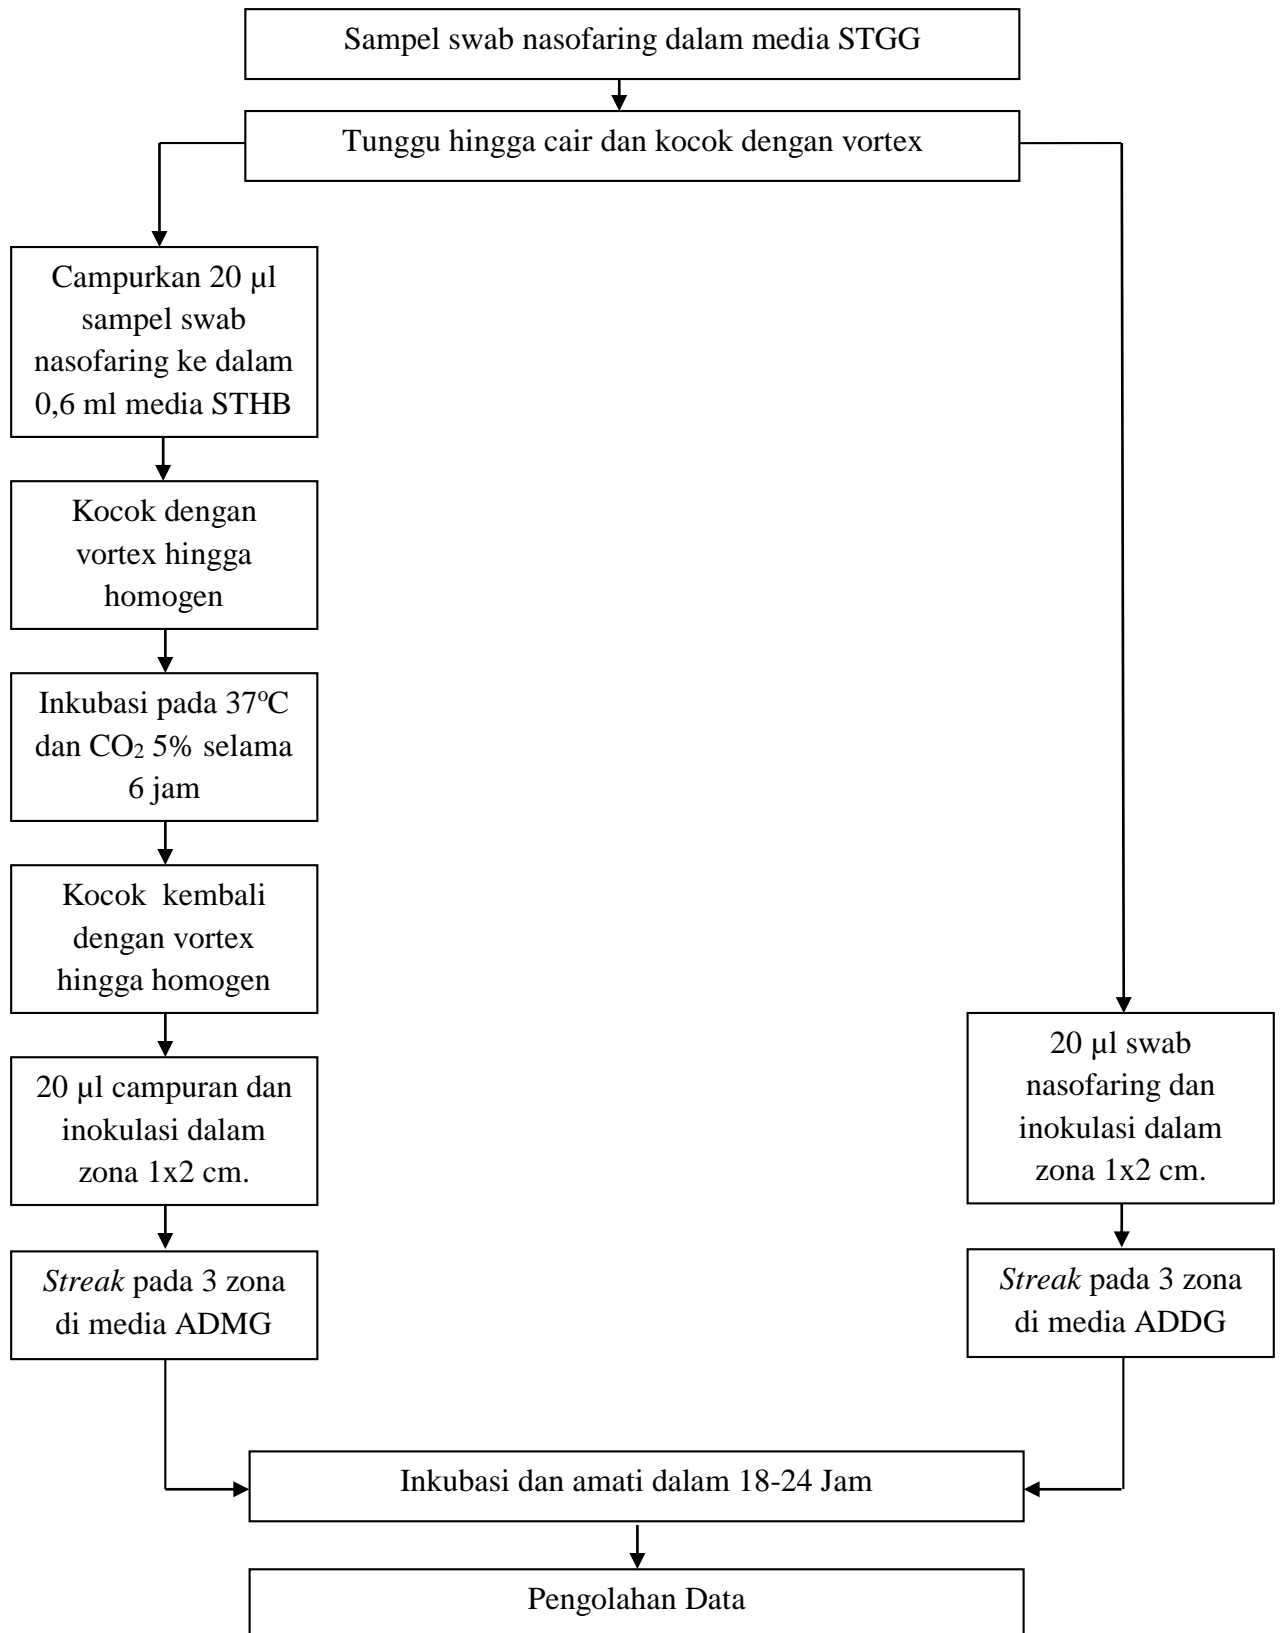 Sampel swab nasofaring dalam media STGG
Tunggu hingga cair dan kocok dengan vortex
Campurkan 20 µl
sampel swab
nasofaring ke dalam
0,6 ml media STHB
Kocok dengan
vortex hingga
homogen
Inkubasi pada 37ºC
dan CO₂ 5% selama
6 jam
Kocok kembali
dengan vortex
hingga homogen
20 µl campuran dan
inokulasi dalam
zona 1x2 cm.
Streak pada 3 zona
di media ADMG
20 µl swab
nasofaring dan
inokulasi dalam
zona 1x2 cm.
Streak pada 3 zona
di media ADDG
Inkubasi dan amati dalam 18-24 Jam
Pengolahan Data